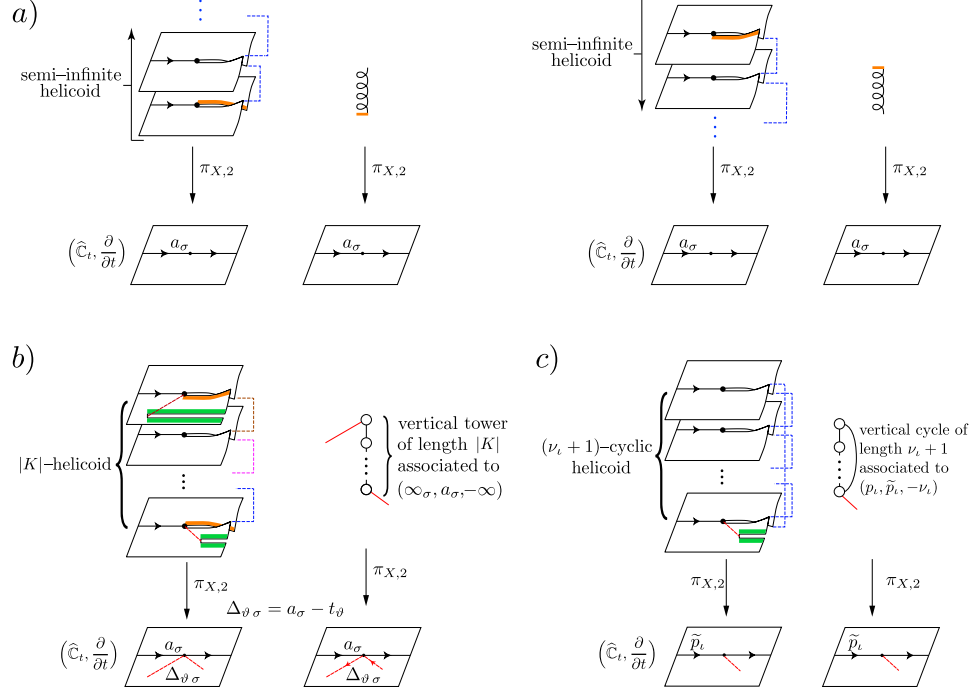 a)
semi–infinite
helicoid
π_{X,2}
π_{X,2}
(ℂ̂_t, ∂/∂t)
a_σ
a_σ
semi–infinite
helicoid
π_{X,2}
π_{X,2}
(ℂ̂_t, ∂/∂t)
a_σ
a_σ
b)
|K|–helicoid
vertical tower
of length |K|
associated to
(∞_σ, a_σ, −∞)
π_{X,2}
π_{X,2}
Δ_{ϑ σ} = a_σ − t_ϑ
(ℂ̂_t, ∂/∂t)
a_σ
Δ_{ϑ σ}
a_σ
Δ_{ϑ σ}
c)
(ν_ι + 1)–cyclic
helicoid
vertical cycle of
length ν_ι + 1
associated to
(p_ι, p̃_ι, −ν_ι)
π_{X,2}
π_{X,2}
(ℂ̂_t, ∂/∂t)
p̃_ι
p̃_ι